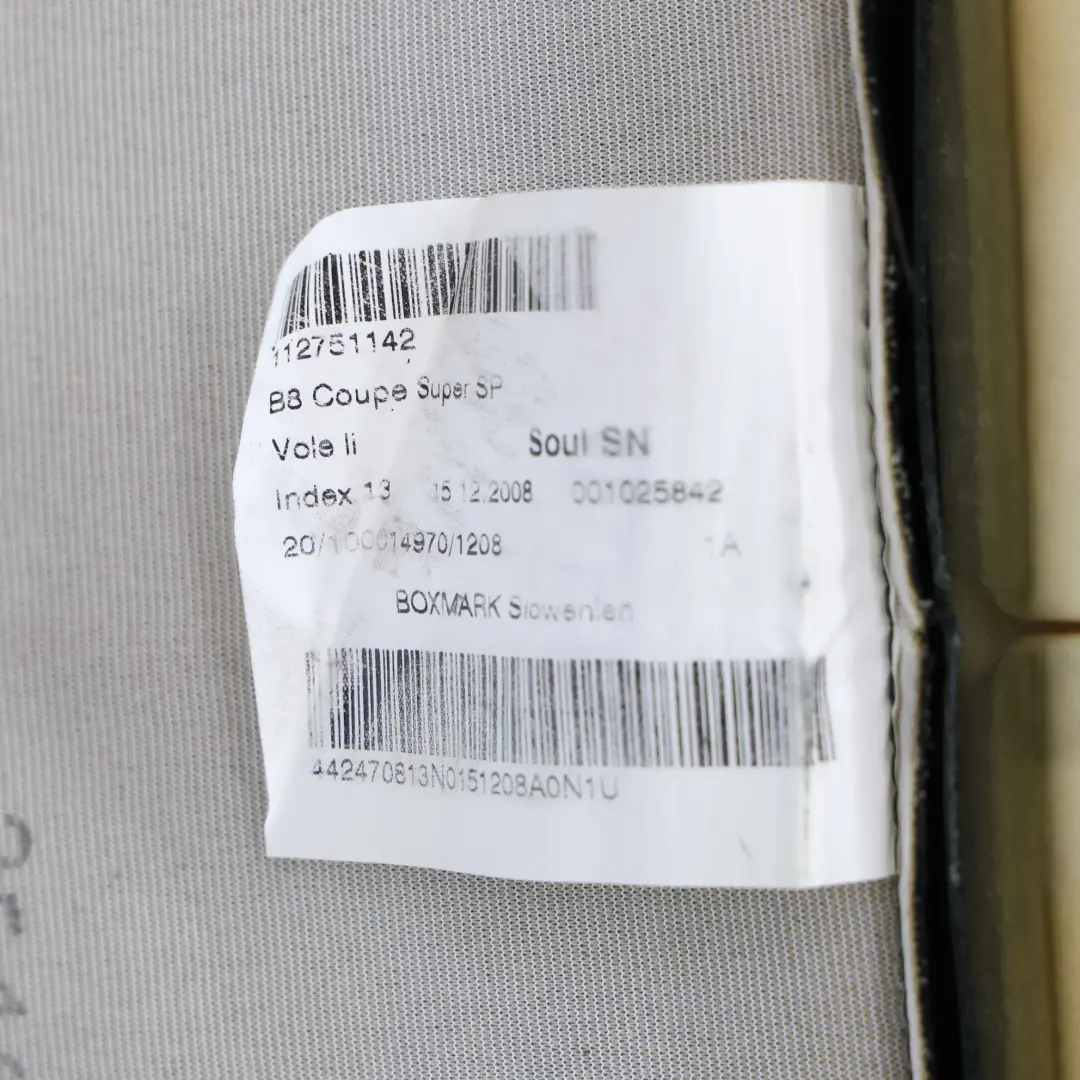 112751142
B8 Coupe Super SP
Vole li Soul SN
Index 13 15.12.2008 001025842
20/100014970/1208 1A
BOXMARK Slowenien
442470813N0151208A0N1U